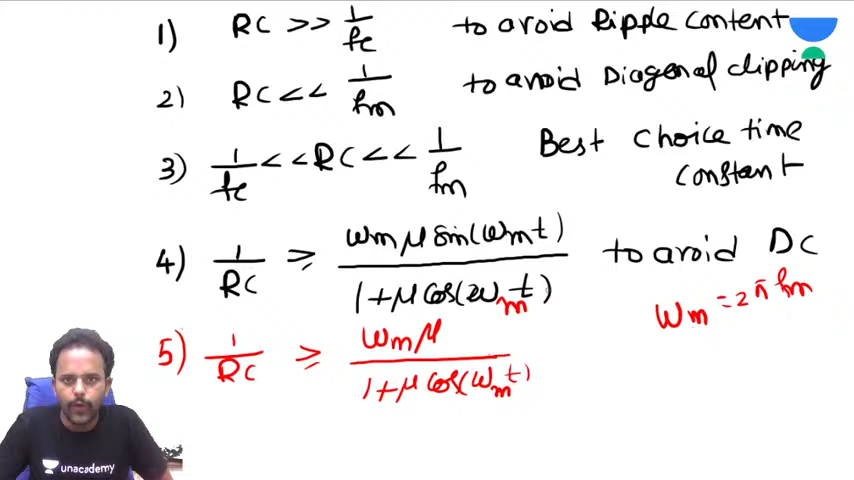 1) RC >> 1/fc to avoid Ripple content
2) RC << 1/fm to avoid Diagonal clipping
3) 1/fc << RC << 1/fm Best choice time constant
4) 1/RC ≥ ωm μ sin(ωm t) / 1+μ cos(2ωm t) to avoid DC
ωm = 2π fm
5) 1/RC ≥ ωm μ / 1+μ cos(ωm t)
unacademy